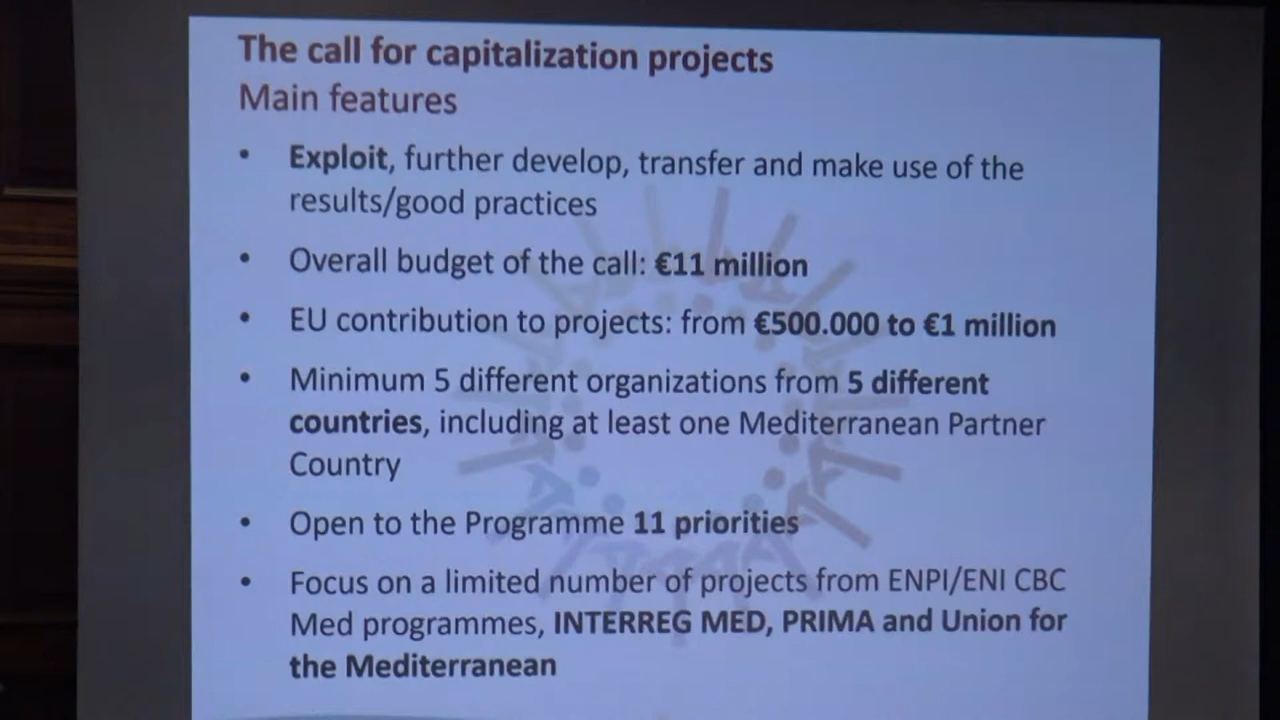 The call for capitalization projects
Main features
• Exploit, further develop, transfer and make use of the
results/good practices
• Overall budget of the call: €11 million
• EU contribution to projects: from €500.000 to €1 million
• Minimum 5 different organizations from 5 different
countries, including at least one Mediterranean Partner
Country
• Open to the Programme 11 priorities
• Focus on a limited number of projects from ENPI/ENI CBC
Med programmes, INTERREG MED, PRIMA and Union for
the Mediterranean